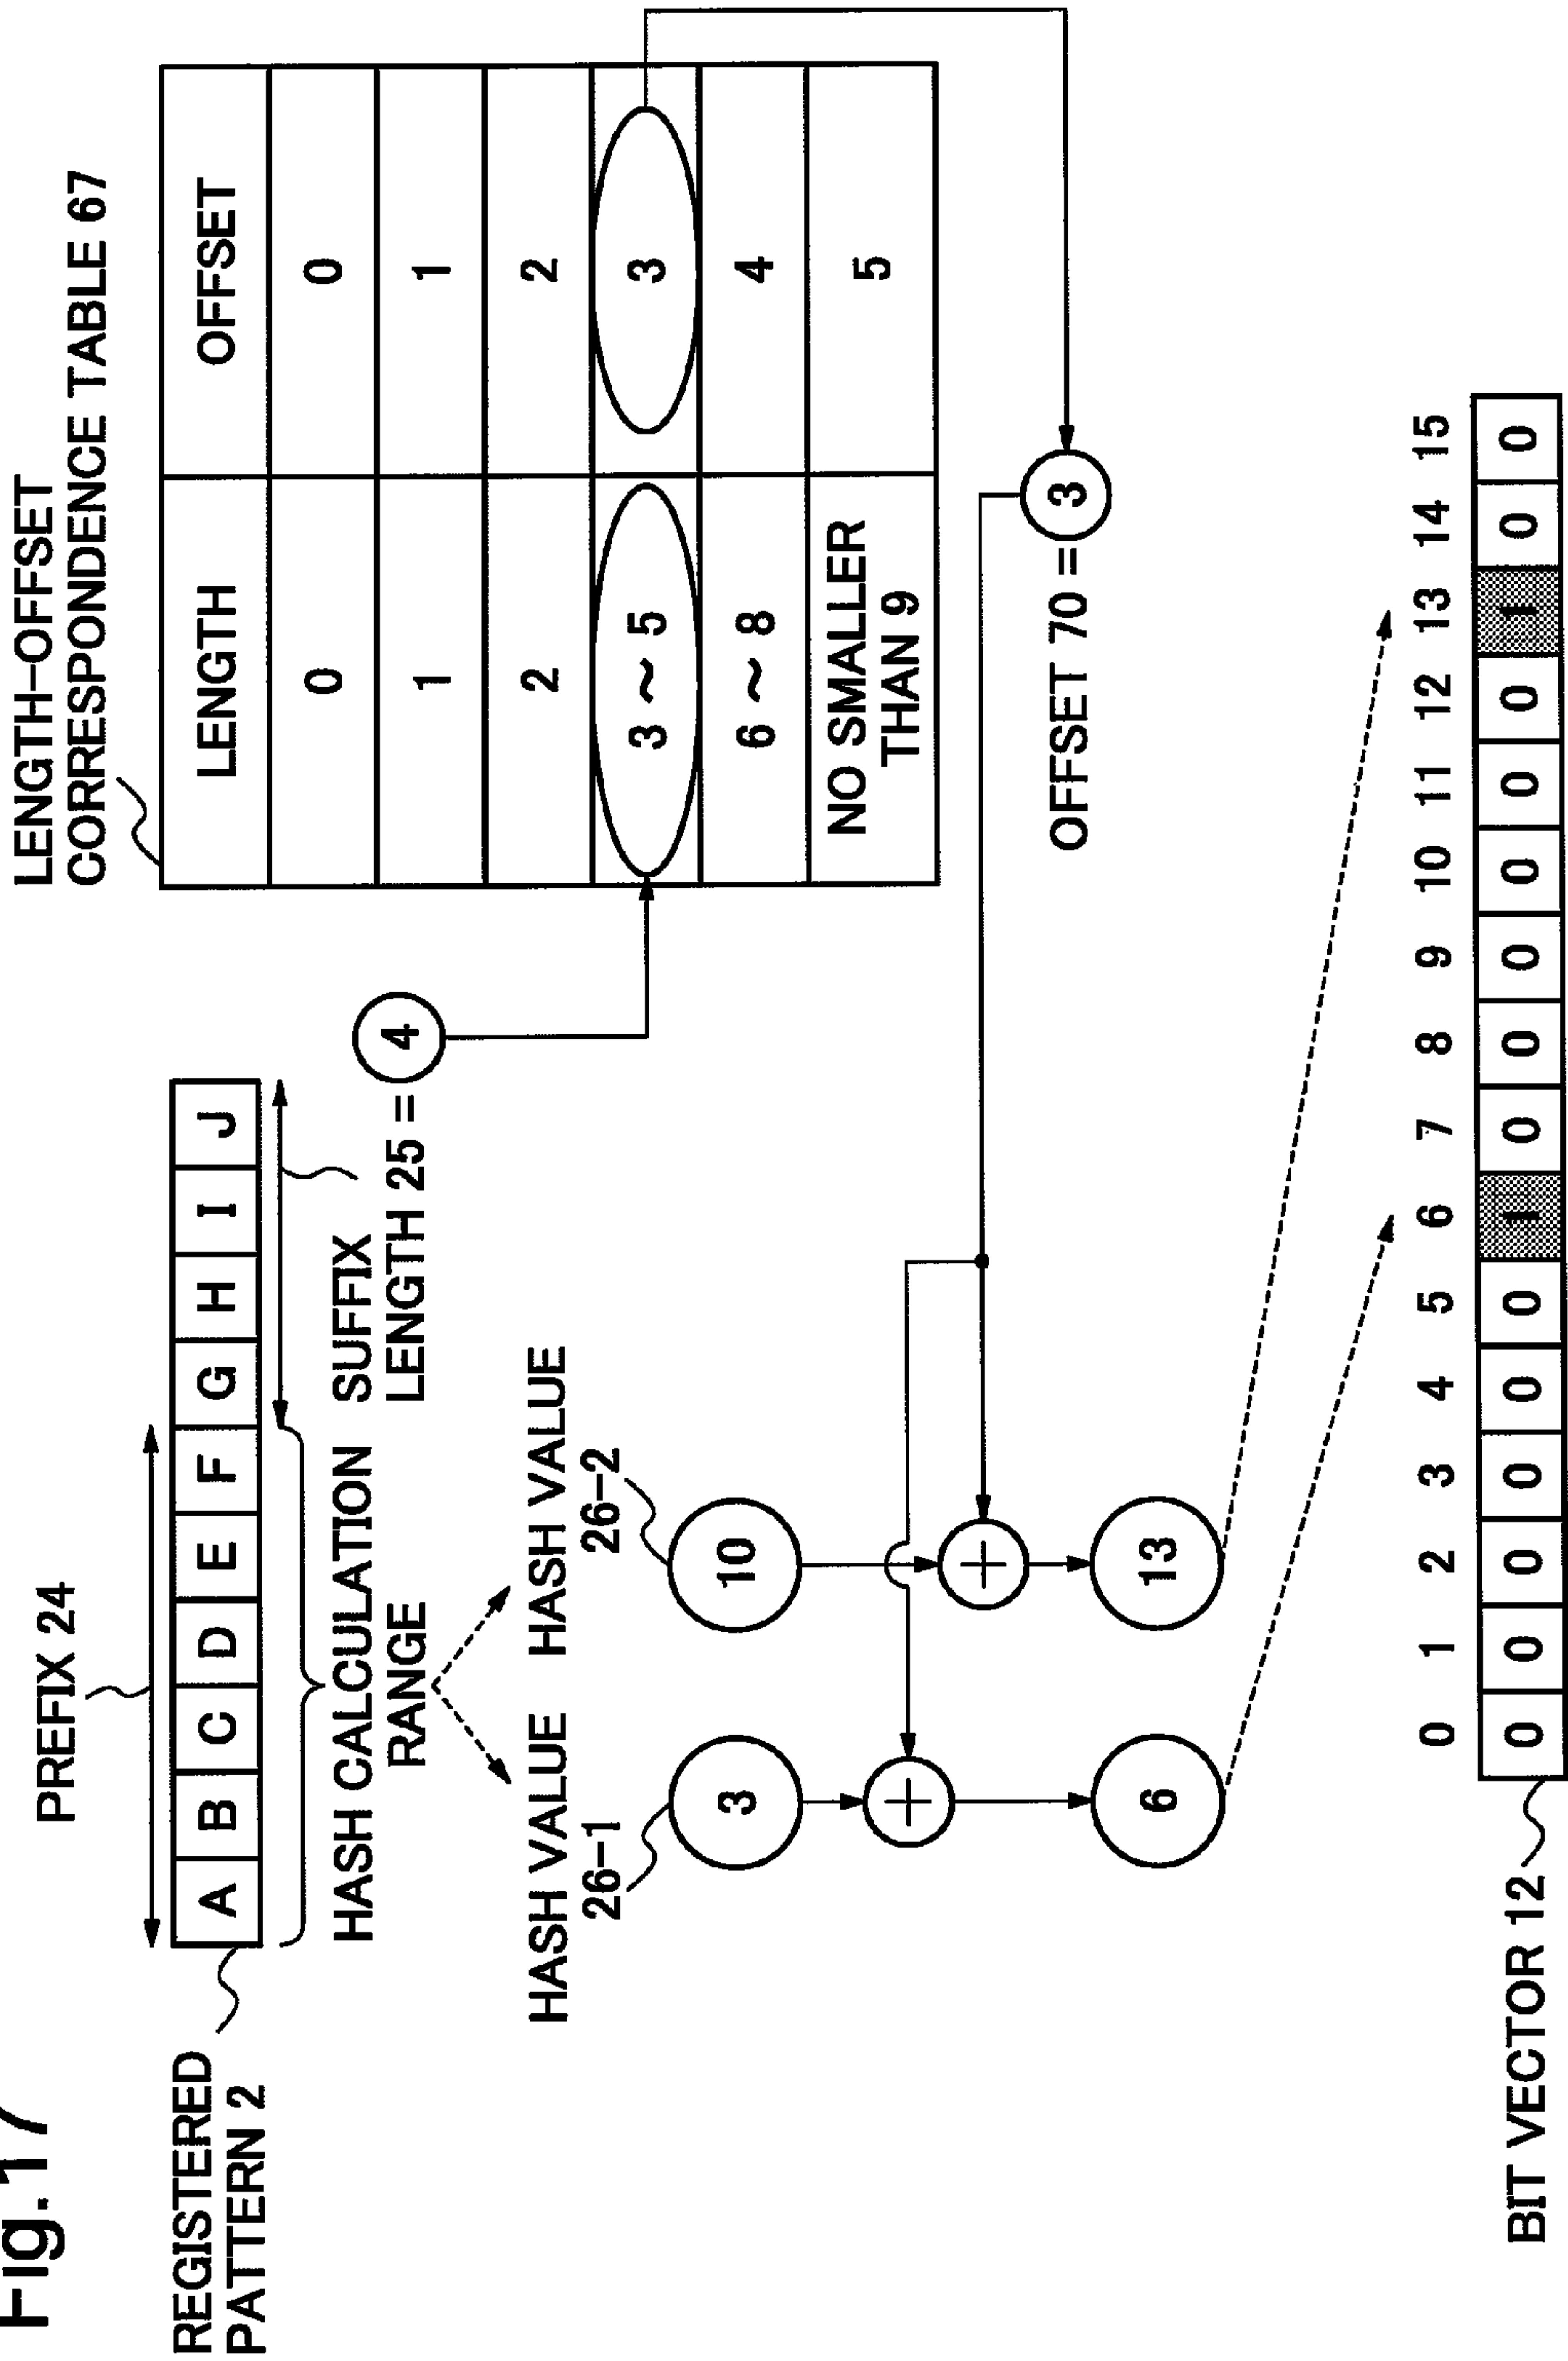 Fig.17
PREFIX 24
REGISTERED
PATTERN 2
A B C D E F G H I J
HASH CALCULATION
RANGE
SUFFIX
LENGTH 25 = 4
LENGTH-OFFSET
CORRESPONDENCE TABLE 67
LENGTH OFFSET
0 0
1 1
2 2
3 ~ 5 3
6 ~ 8 4
NO SMALLER
THAN 9
5
HASH VALUE
26-1
HASH VALUE
26-2
3 10
+ +
6 13
OFFSET 70 = 3
0 1 2 3 4 5 6 7 8 9 10 11 12 13 14 15
BIT VECTOR 12
0 0 0 0 0 0 1 0 0 0 0 0 0 1 0 0